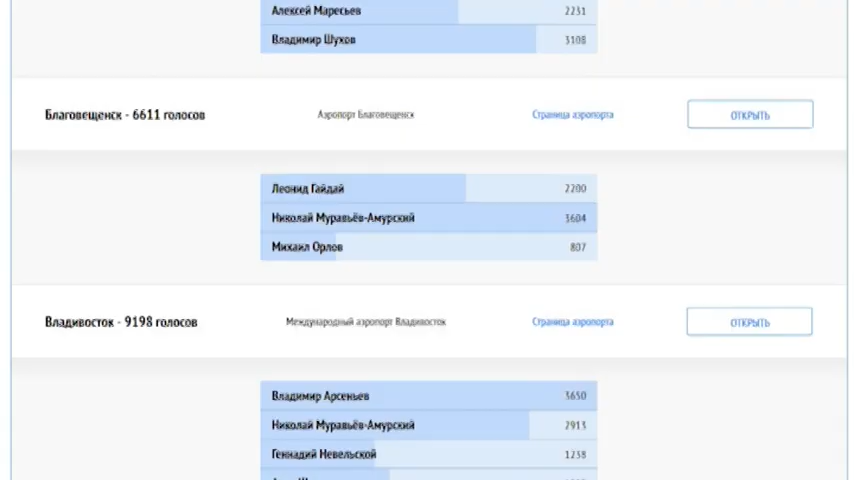 Алексей Маресьев 2231
Владимир Шухов 3108
Благовещенск - 6611 голосов Аэропорт Благовещенск Страница аэропорта ОТКРЫТЬ
Леонид Гайдай 2200
Николай Муравьёв-Амурский 3604
Михаил Орлов 807
Владивосток - 9198 голосов Международный аэропорт Владивосток Страница аэропорта ОТКРЫТЬ
Владимир Арсеньев 3650
Николай Муравьёв-Амурский 2913
Геннадий Невельской 1238